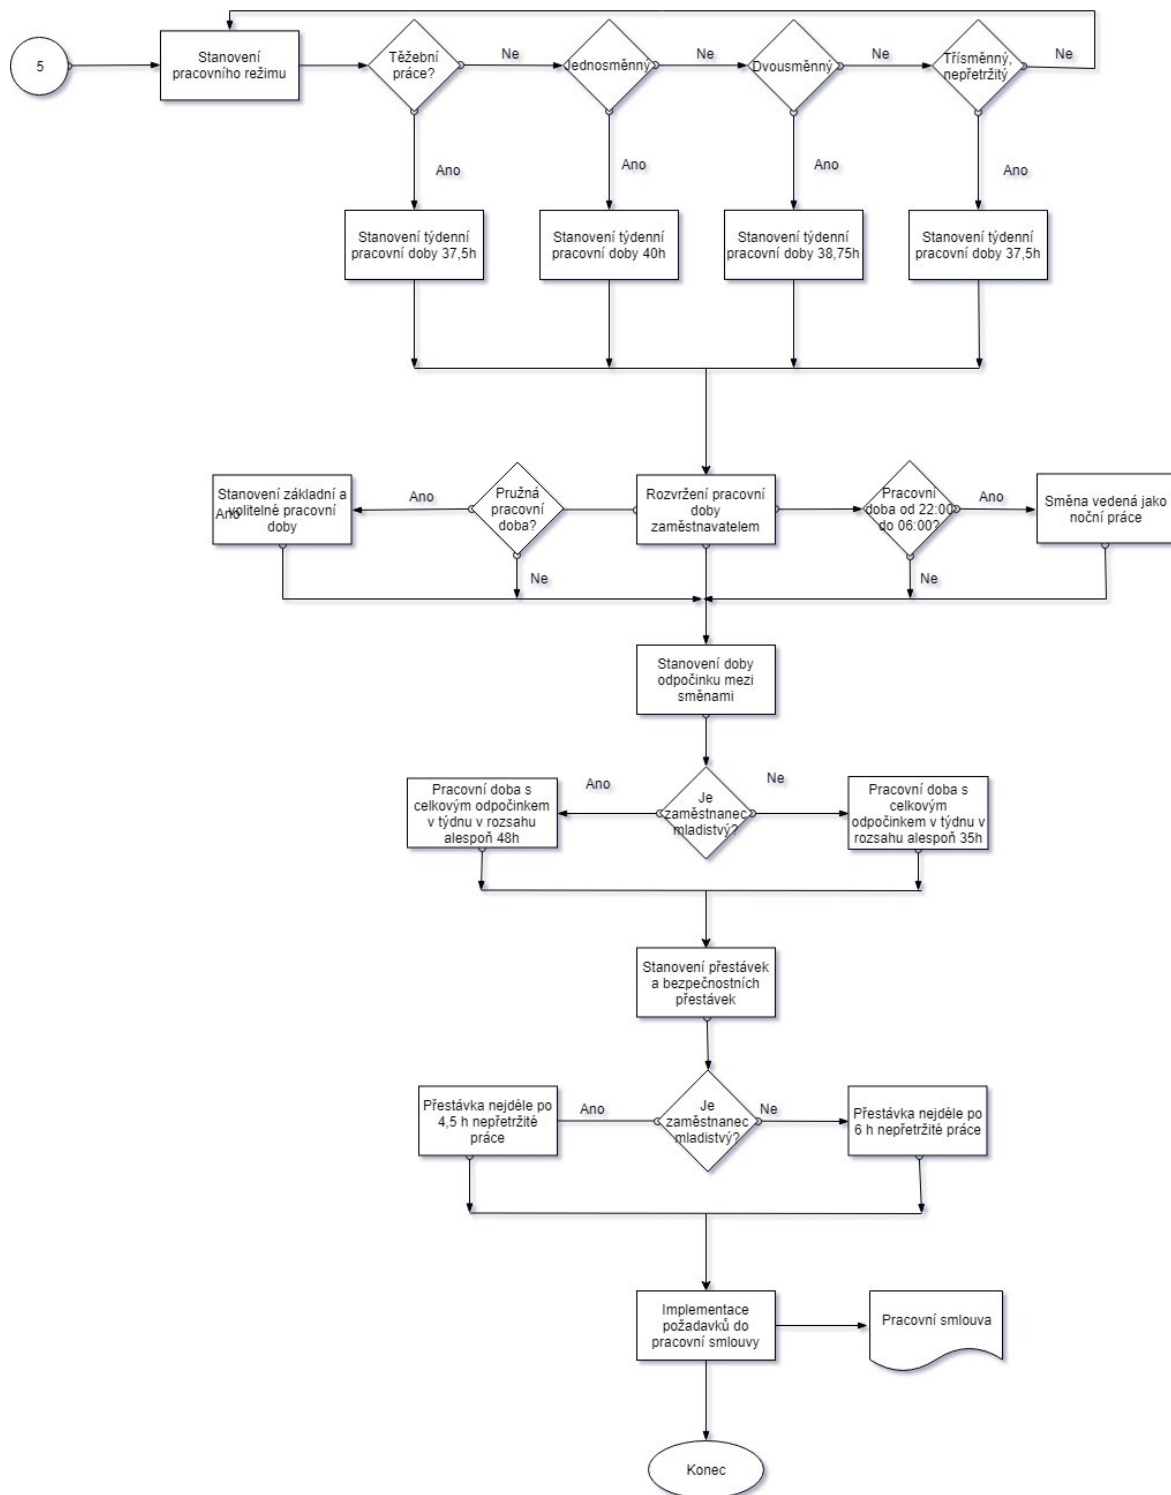 5
Stanovení
pracovního režimu
Těžební
práce?
Ne
Jednosměnný
Ne
Dvousměnný
Ne
Třísměnný,
nepřetržitý
Ne
Ano
Ano
Ano
Ano
Stanovení týdenní
pracovní doby 37,5h
Stanovení týdenní
pracovní doby 40h
Stanovení týdenní
pracovní doby 38,75h
Stanovení týdenní
pracovní doby 37,5h
Stanovení základní a
volitelné pracovní
doby
Ano
Ano
Pružná
pracovní
doba?
Ne
Rozvržení pracovní
doby
zaměstnavatelem
Pracovní
doba od 22:00
do 06:00?
Ano
Ne
Směna vedená jako
noční práce
Stanovení doby
odpočinku mezi
směnami
Pracovní doba s
celkovým odpočinkem
v týdnu v rozsahu
alespoň 48h
Ano
Je
zaměstnanec
mladistvý?
Ne
Pracovní doba s
celkovým
odpočinkem v týdnu v
rozsahu alespoň 35h
Stanovení přestávek
a bezpečnostních
přestávek
Přestávka nejdéle po
4,5 h nepřetržité
práce
Ano
Je
zaměstnanec
mladistvý?
Ne
Přestávka nejdéle po
6 h nepřetržité práce
Implementace
požadavků do
pracovní smlouvy
Pracovní smlouva
Konec